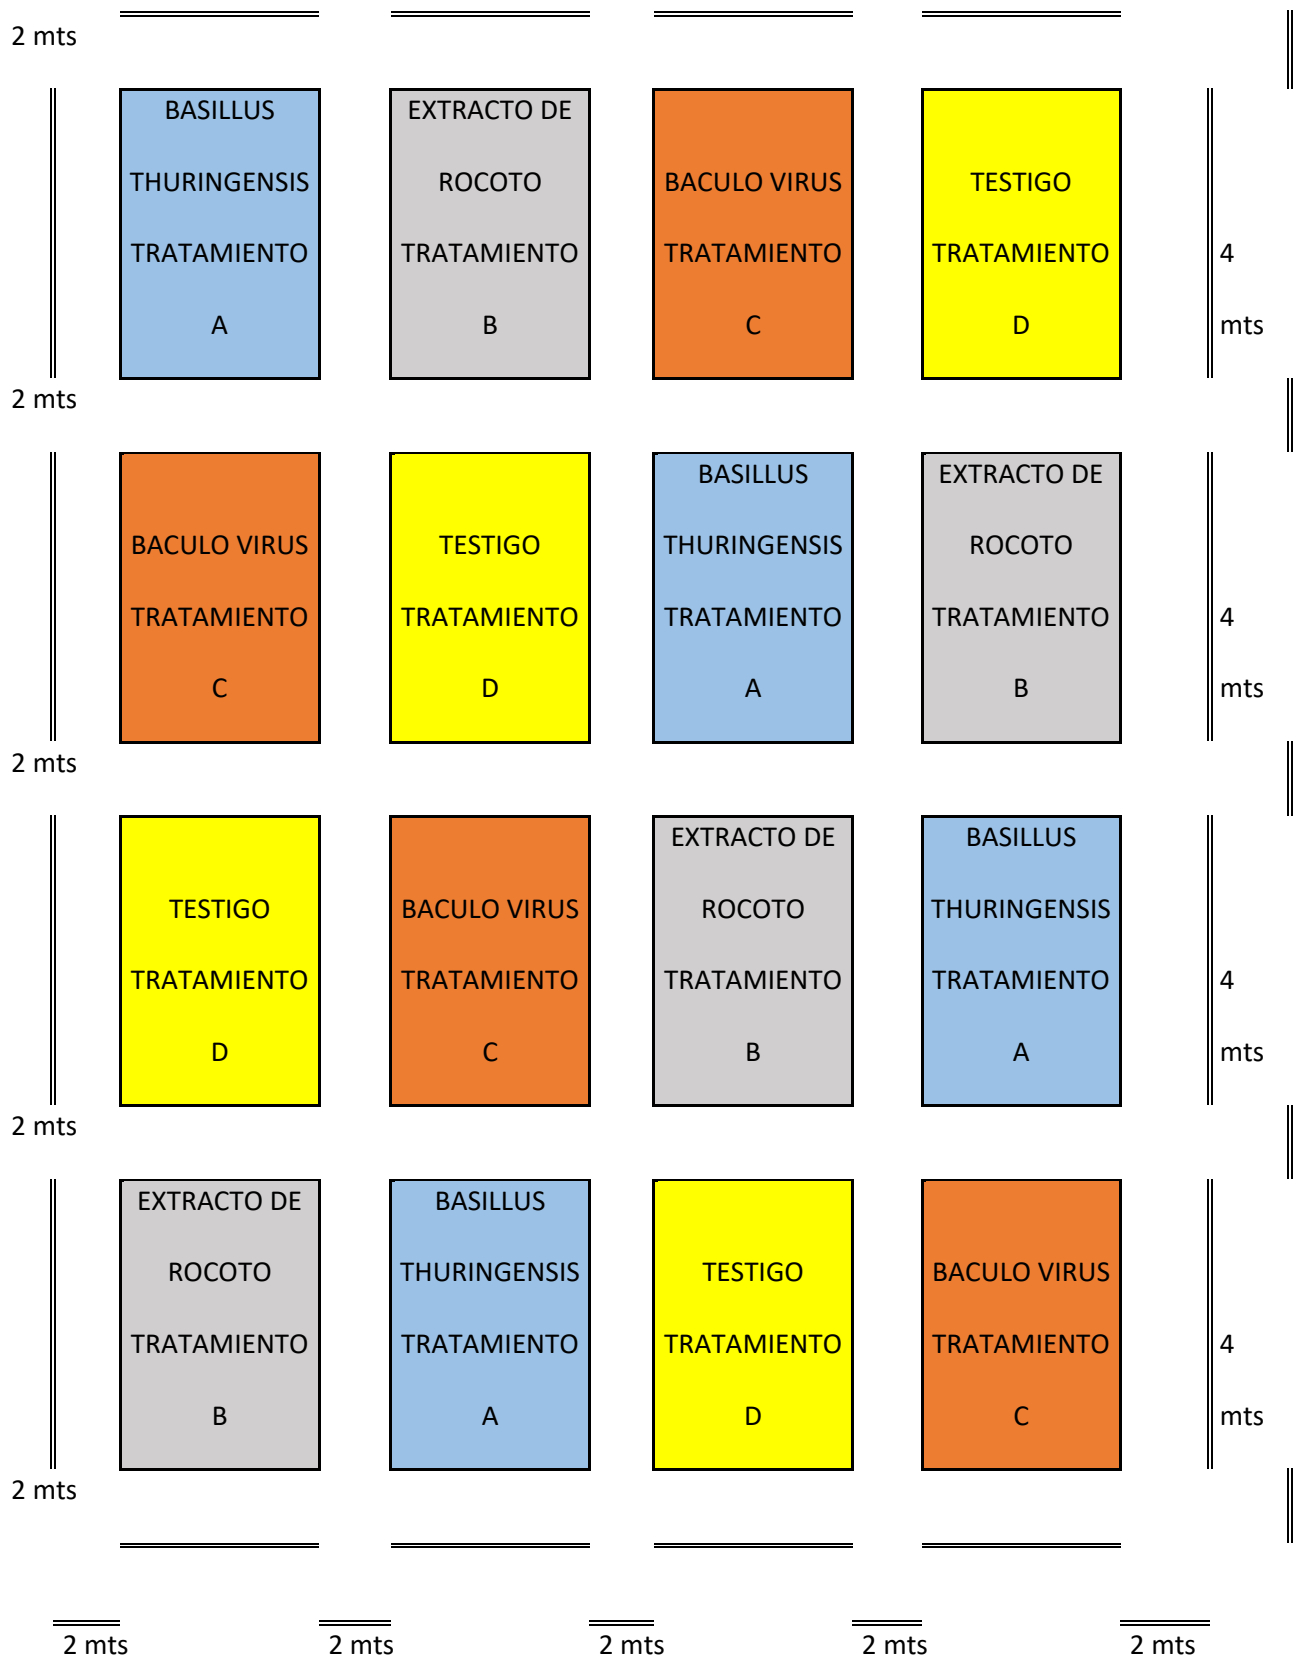 2 mts
BASILLUS
THURINGENSIS
TRATAMIENTO
A
EXTRACTO DE
ROCOTO
TRATAMIENTO
B
BACULO VIRUS
TRATAMIENTO
C
TESTIGO
TRATAMIENTO
D
4
mts
2 mts
BACULO VIRUS
TRATAMIENTO
C
TESTIGO
TRATAMIENTO
D
BASILLUS
THURINGENSIS
TRATAMIENTO
A
EXTRACTO DE
ROCOTO
TRATAMIENTO
B
4
mts
2 mts
TESTIGO
TRATAMIENTO
D
BACULO VIRUS
TRATAMIENTO
C
EXTRACTO DE
ROCOTO
TRATAMIENTO
B
BASILLUS
THURINGENSIS
TRATAMIENTO
A
4
mts
2 mts
EXTRACTO DE
ROCOTO
TRATAMIENTO
B
BASILLUS
THURINGENSIS
TRATAMIENTO
A
TESTIGO
TRATAMIENTO
D
BACULO VIRUS
TRATAMIENTO
C
4
mts
2 mts
2 mts
2 mts
2 mts
2 mts
2 mts